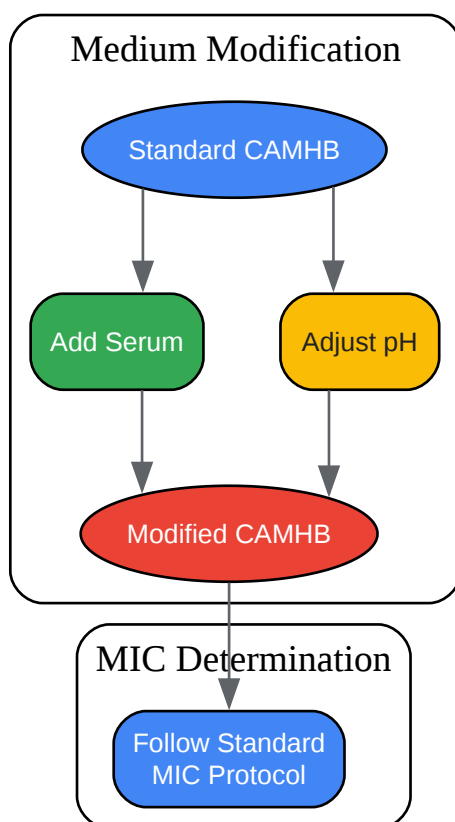 Medium Modification
Standard CAMHB
Add Serum
Adjust pH
Modified CAMHB
MIC Determination
Follow Standard
MIC Protocol